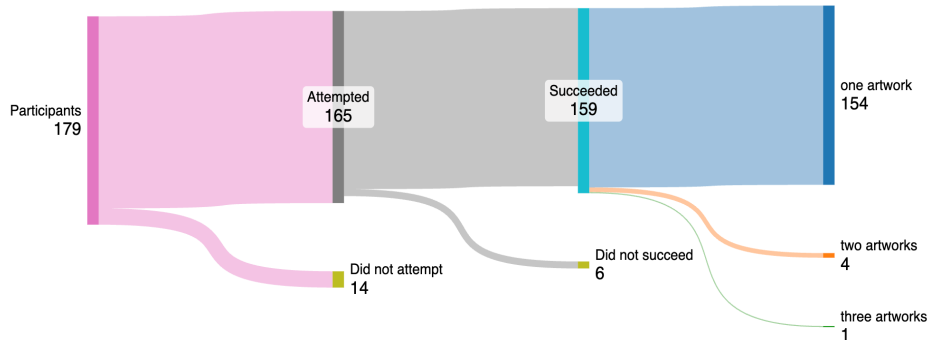 Participants
179
Attempted
165
Did not attempt
14
Succeeded
159
Did not succeed
6
one artwork
154
two artworks
4
three artworks
1